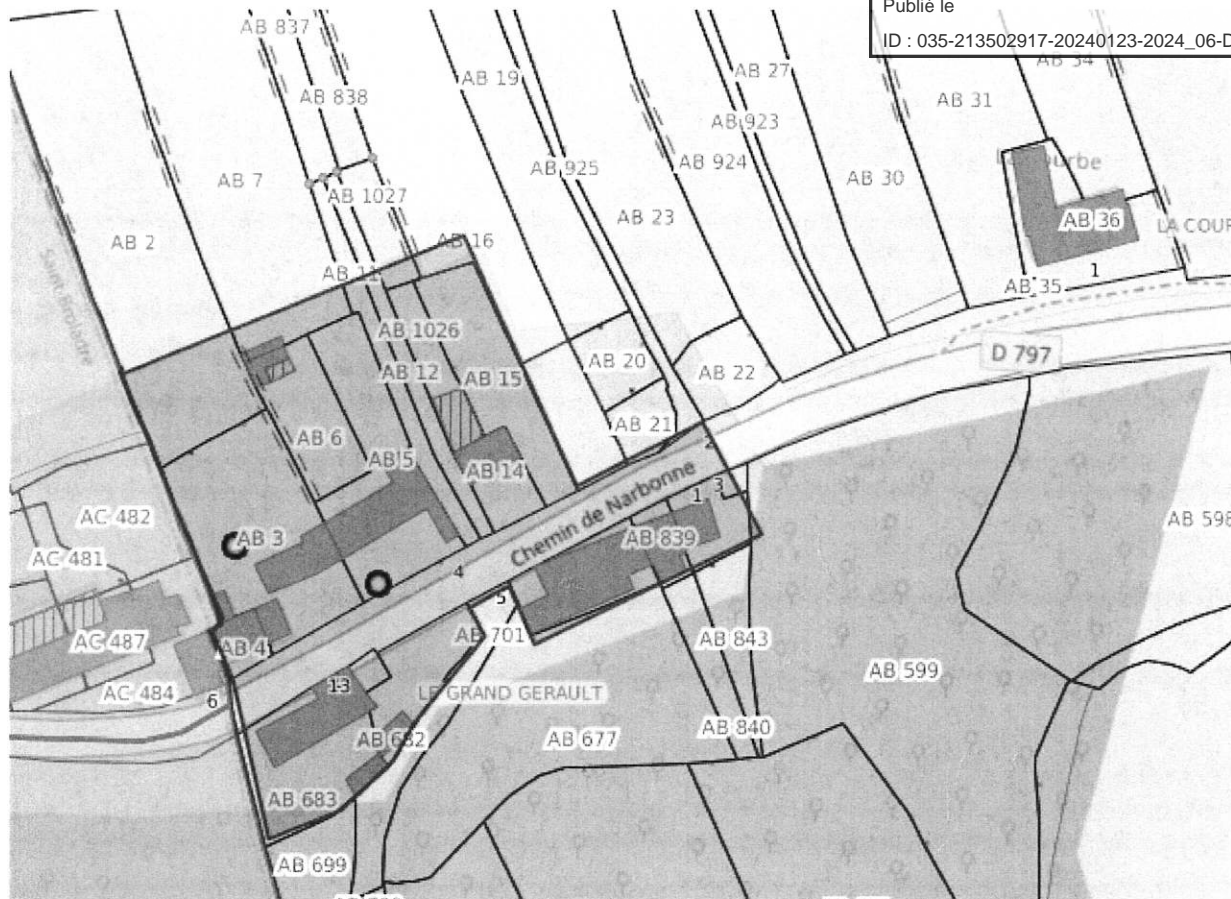 Publié le
ID : 035-213502917-20240123-2024_06-D
AB 837
AB 34
AB 19
AB 27
AB 838
AB 31
AB 923
AB 925
AB 924
AB 7
AB 1027
AB 30
AB 23
AB 36
AB 2
AB 16
LA COUR
AB 11
1
AB 35
AB 1026
D 797
AB 20
AB 12
AB 15
AB 22
AB 21
AB 6
2
AB 5
AB 14
Chemin de Narbonne
3
1
AC 482
AB 598
AB 3
AB 839
AC 481
4
5
AB 701
AC 487
AB 4
AB 843
AB 599
AC 484
13
LE GRAND GERAULT
6
AB 682
AB 677
AB 840
AB 683
AB 699